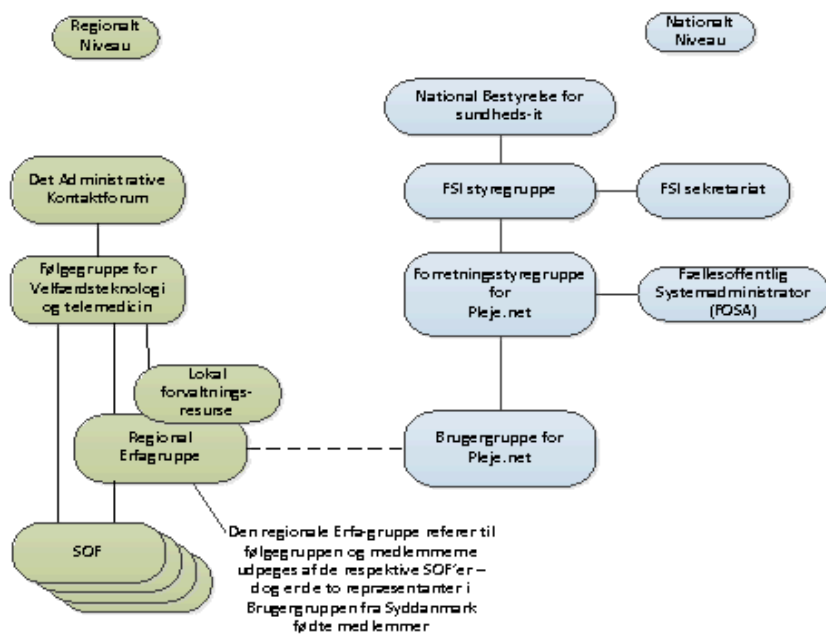 Regionalt
Niveau
Nationalt
Niveau
National Bestyrelse for
sundheds-it
Det Administrative
Kontaktforum
FSI styregruppe
FSI sekretariat
Følgegruppe for
Velfærdsteknologi
og telemedicin
Forretningsstyregruppe
for
Pleje.net
Fællesoffentlig
Systemadministrator
(FOSA)
Lokal
forvaltnings-
resurse
Regional
Erfagruppe
Brugergruppe for
Pleje.net
SOF
Den regionale Erfa-gruppe referer til
følgegruppen og medlemmerne
udpeges af de respektive SOF'er –
dog er de to repræsentanter i
Brugergruppen fra Syddanmark
fødte medlemmer